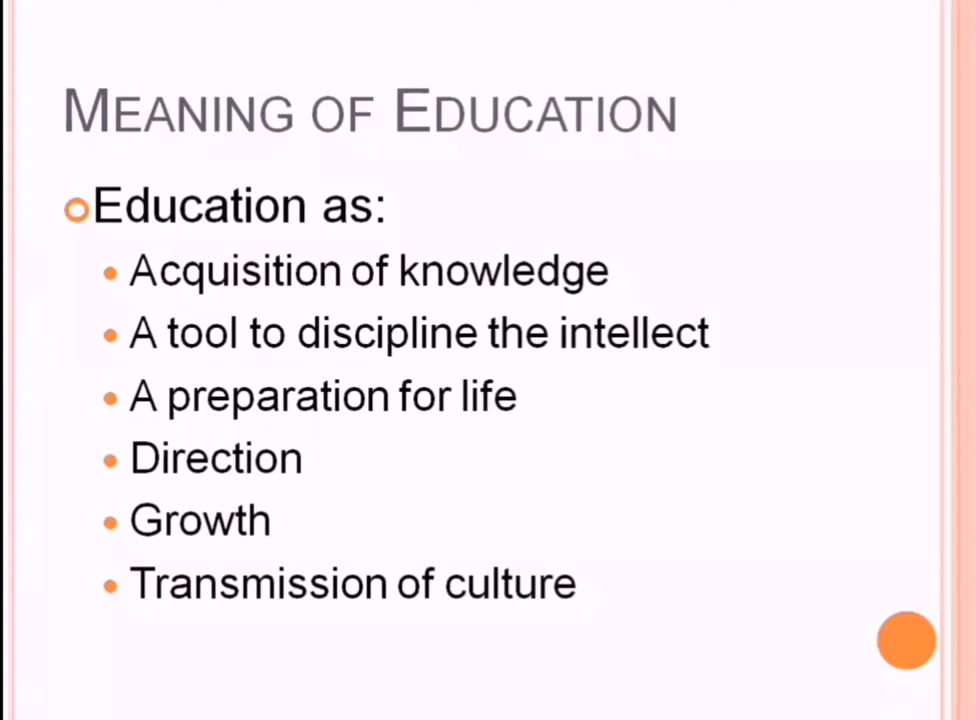 MEANING OF EDUCATION
Education as:
Acquisition of knowledge
A tool to discipline the intellect
A preparation for life
Direction
Growth
Transmission of culture